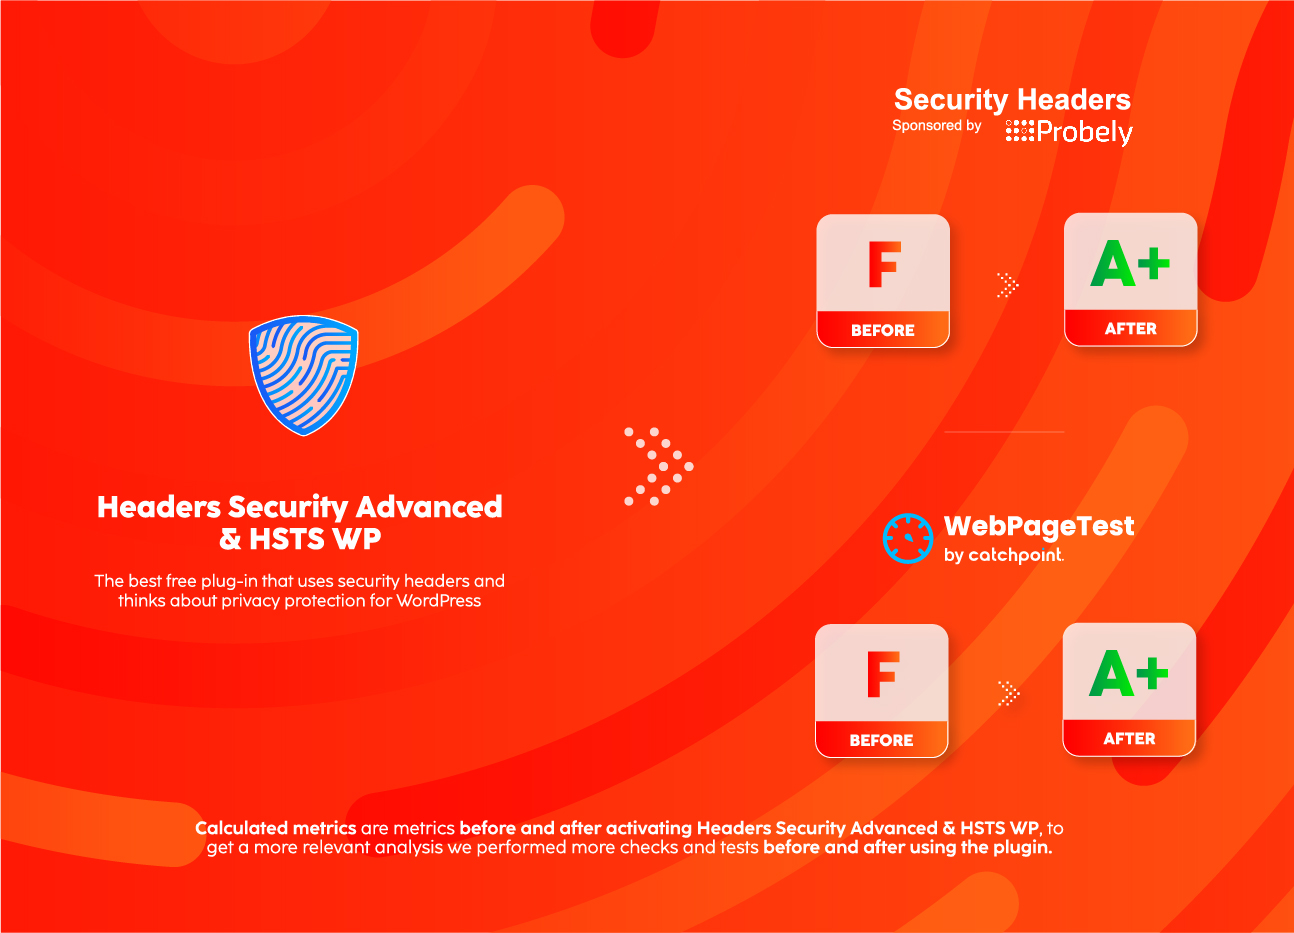 Headers Security Advanced
& HSTS WP
The best free plug-in that uses security headers and
thinks about privacy protection for WordPress
Security Headers
Sponsored by Probely
F
BEFORE
A+
AFTER
WebPageTest
by catchpoint.
F
BEFORE
A+
AFTER
Calculated metrics are metrics before and after activating Headers Security Advanced & HSTS WP, to
get a more relevant analysis we performed more checks and tests before and after using the plugin.